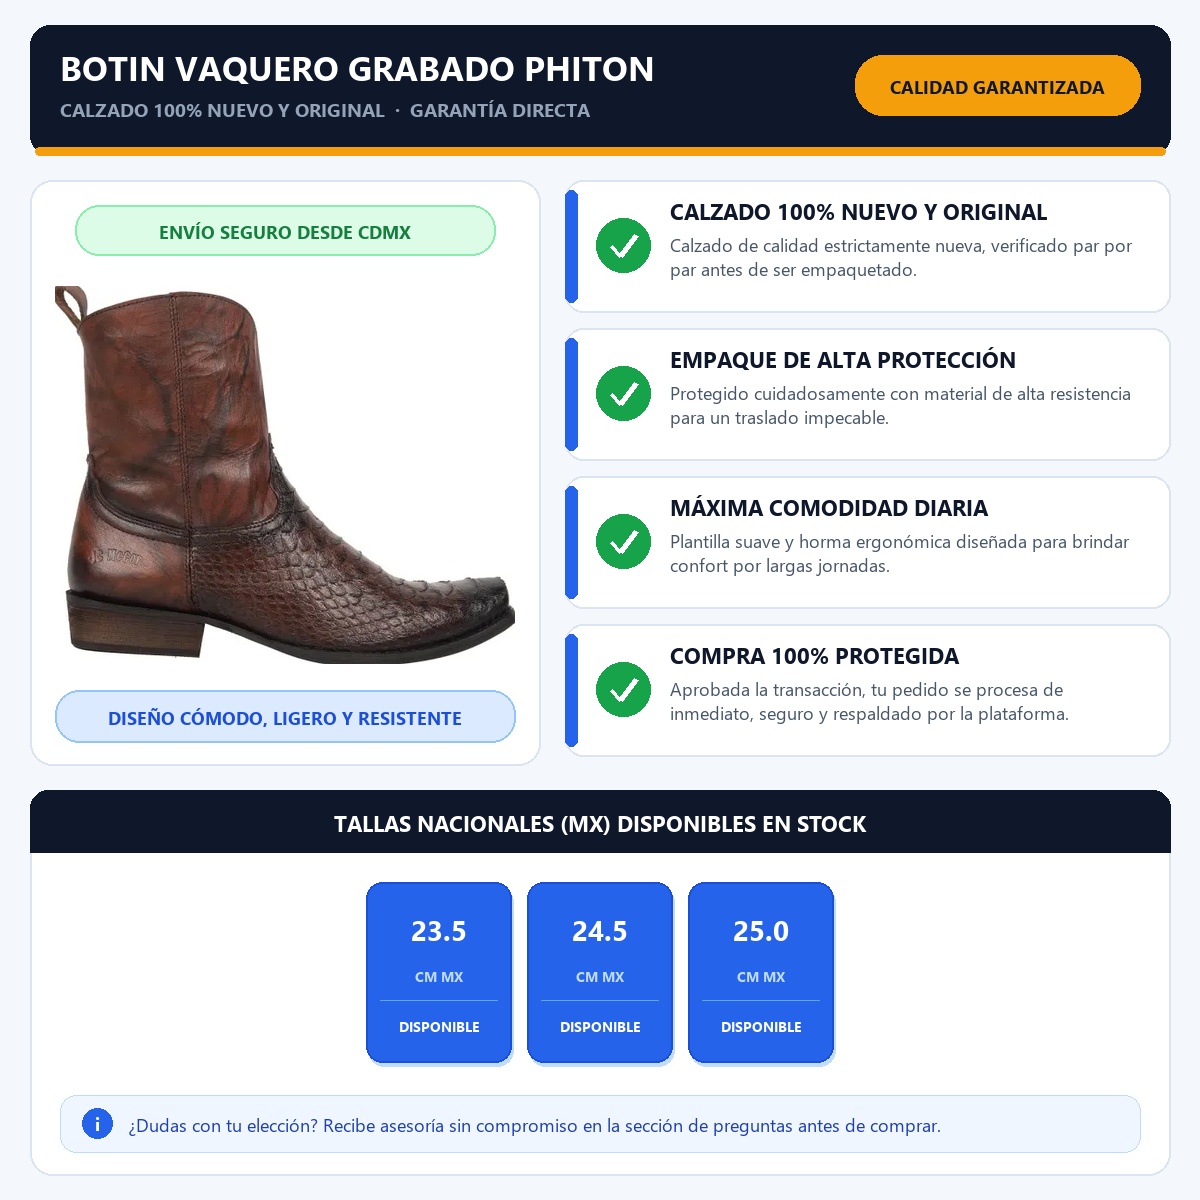 BOTIN VAQUERO GRABADO PHITON
CALZADO 100% NUEVO Y ORIGINAL · GARANTÍA DIRECTA
CALIDAD GARANTIZADA
ENVÍO SEGURO DESDE CDMX
DISEÑO CÓMODO, LIGERO Y RESISTENTE
CALZADO 100% NUEVO Y ORIGINAL
Calzado de calidad estrictamente nueva, verificado par por
par antes de ser empaquetado.
EMPAQUE DE ALTA PROTECCIÓN
Protegido cuidadosamente con material de alta resistencia
para un traslado impecable.
MÁXIMA COMODIDAD DIARIA
Plantilla suave y horma ergonómica diseñada para brindar
confort por largas jornadas.
COMPRA 100% PROTEGIDA
Aprobada la transacción, tu pedido se procesa de
inmediato, seguro y respaldado por la plataforma.
TALLAS NACIONALES (MX) DISPONIBLES EN STOCK
23.5
CM MX
DISPONIBLE
24.5
CM MX
DISPONIBLE
25.0
CM MX
DISPONIBLE
¿Dudas con tu elección? Recibe asesoría sin compromiso en la sección de preguntas antes de comprar.